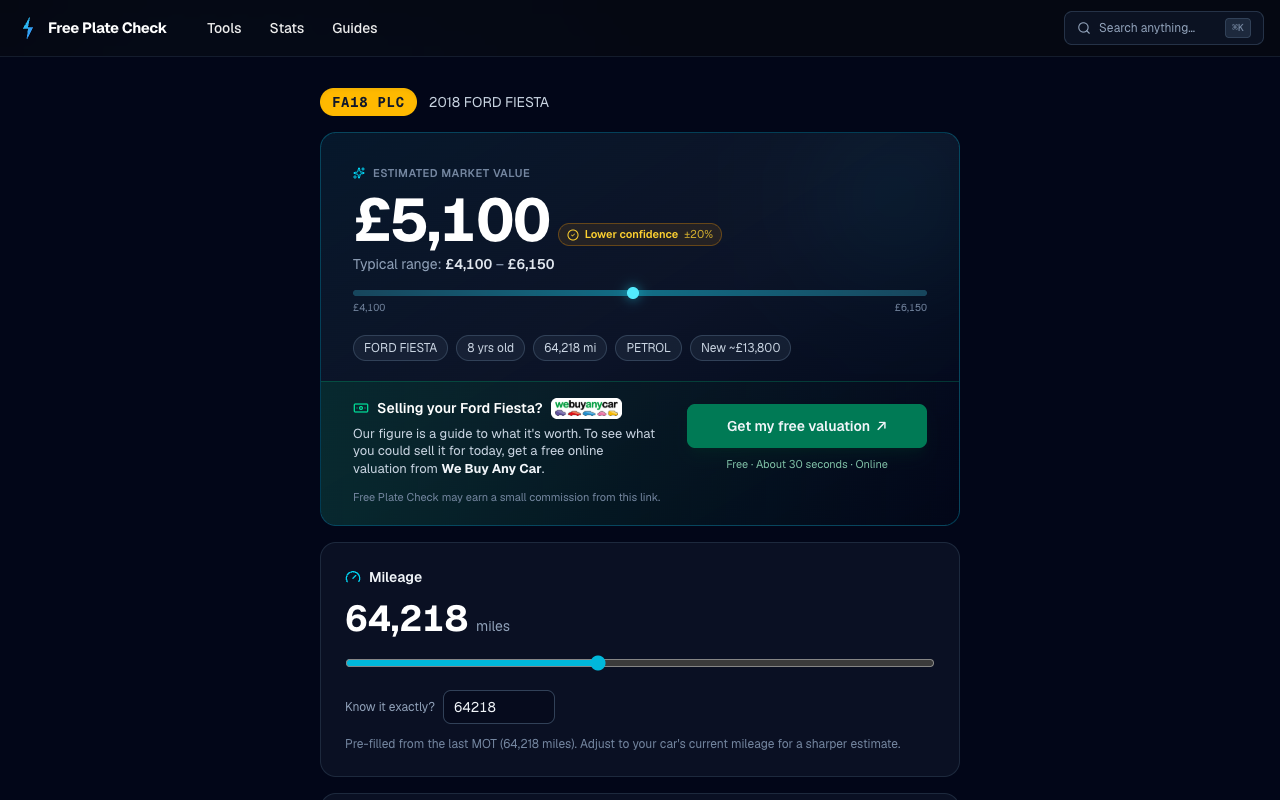 Free Plate Check
Tools
Stats
Guides
Search anything...
⌘K
FA18 PLC
2018 FORD FIESTA
ESTIMATED MARKET VALUE
£5,100
Lower confidence ±20%
Typical range: £4,100 – £6,150
£4,100
£6,150
FORD FIESTA
8 yrs old
64,218 mi
PETROL
New ~£13,800
Selling your Ford Fiesta?
webuyanycar
Our figure is a guide to what it's worth. To see what
you could sell it for today, get a free online
valuation from We Buy Any Car.
Free Plate Check may earn a small commission from this link.
Get my free valuation ↗
Free · About 30 seconds · Online
Mileage
64,218 miles
Know it exactly?
64218
Pre-filled from the last MOT (64,218 miles). Adjust to your car's current mileage for a sharper estimate.